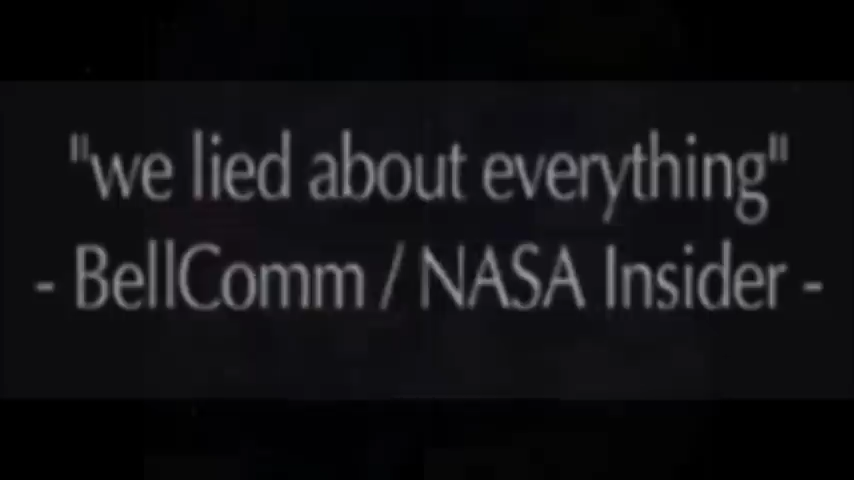 "we lied about everything"
- BellComm / NASA Insider -